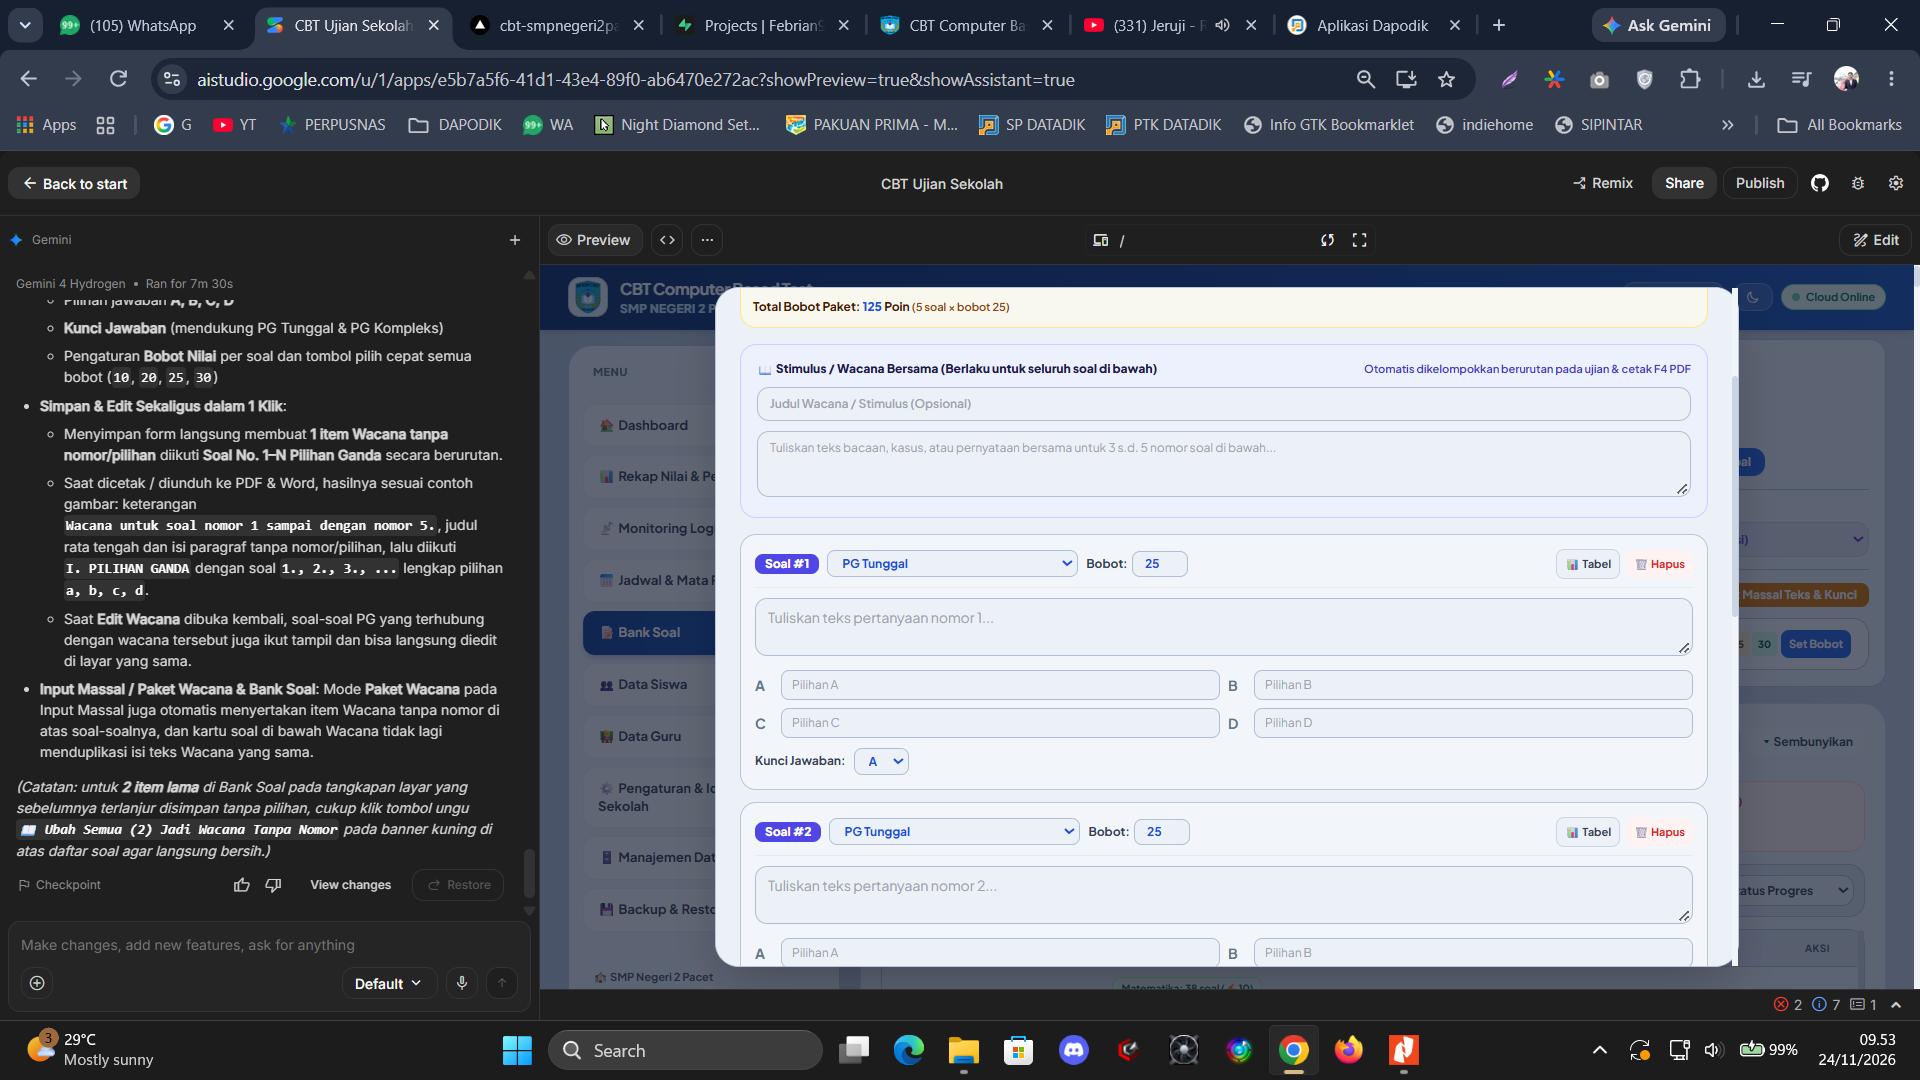 (105) WhatsApp
CBT Ujian Sekolah
cbt-smpnegeri2pa
Projects | Febrian9
CBT Computer Ba
(331) Jeruji - R
Aplikasi Dapodik
Ask Gemini
aistudio.google.com/u/1/apps/e5b7a5f6-41d1-43e4-89f0-ab6470e272ac?showPreview=true&showAssistant=true
Apps
G
YT
PERPUSNAS
DAPODIK
99+ WA
Night Diamond Set...
PAKUAN PRIMA - M...
SP DATADIK
PTK DATADIK
Info GTK Bookmarklet
indiehome
SIPINTAR
All Bookmarks
Back to start
CBT Ujian Sekolah
Remix
Share
Publish
Gemini
Preview
/
Edit
Gemini 4 Hydrogen • Ran for 7m 30s
Pilihan jawaban A, B, C, D
Kunci Jawaban (mendukung PG Tunggal & PG Kompleks)
Pengaturan Bobot Nilai per soal dan tombol pilih cepat semua
bobot (10, 20, 25, 30)
Simpan & Edit Sekaligus dalam 1 Klik:
Menyimpan form langsung membuat 1 item Wacana tanpa
nomor/pilihan diikuti Soal No. 1–N Pilihan Ganda secara berurutan.
Saat dicetak / diunduh ke PDF & Word, hasilnya sesuai contoh
gambar: keterangan
Wacana untuk soal nomor 1 sampai dengan nomor 5., judul
rata tengah dan isi paragraf tanpa nomor/pilihan, lalu diikuti
I. PILIHAN GANDA dengan soal 1., 2., 3., ... lengkap pilihan
a, b, c, d.
Saat Edit Wacana dibuka kembali, soal-soal PG yang terhubung
dengan wacana tersebut juga ikut tampil dan bisa langsung diedit
di layar yang sama.
Input Massal / Paket Wacana & Bank Soal: Mode Paket Wacana pada
Input Massal juga otomatis menyertakan item Wacana tanpa nomor di
atas soal-soalnya, dan kartu soal di bawah Wacana tidak lagi
menduplikasi isi teks Wacana yang sama.
(Catatan: untuk 2 item lama di Bank Soal pada tangkapan layar yang
sebelumnya terlanjur disimpan tanpa pilihan, cukup klik tombol ungu
Ubah Semua (2) Jadi Wacana Tanpa Nomor pada banner kuning di
atas daftar soal agar langsung bersih.)
Checkpoint
View changes
Restore
Make changes, add new features, ask for anything
Default
CBT Computer Based Test
SMP NEGERI 2 P
Cloud Online
MENU
Dashboard
Rekap Nilai & Pe
Monitoring Log
Jadwal & Mata P
Bank Soal
Data Siswa
Data Guru
Pengaturan & Id
Sekolah
Manajemen Dat
Backup & Resto
SMP Negeri 2 Pacet
Total Bobot Paket: 125 Poin (5 soal × bobot 25)
Stimulus / Wacana Bersama (Berlaku untuk seluruh soal di bawah)
Otomatis dikelompokkan berurutan pada ujian & cetak F4 PDF
Judul Wacana / Stimulus (Opsional)
Tuliskan teks bacaan, kasus, atau pernyataan bersama untuk 3 s.d. 5 nomor soal di bawah...
Soal #1 PG Tunggal Bobot: 25 Tabel Hapus
Tuliskan teks pertanyaan nomor 1...
A Pilihan A B Pilihan B
C Pilihan C D Pilihan D
Kunci Jawaban: A
Soal #2 PG Tunggal Bobot: 25 Tabel Hapus
Tuliskan teks pertanyaan nomor 2...
A Pilihan A B Pilihan B
Massal Teks & Kunci
30 Set Bobot
Sembunyikan
tatus Progres
AKSI
Matematika: 38 soal
2 7 1
3 29°C
Mostly sunny
Search
99%
09.53
24/11/2026